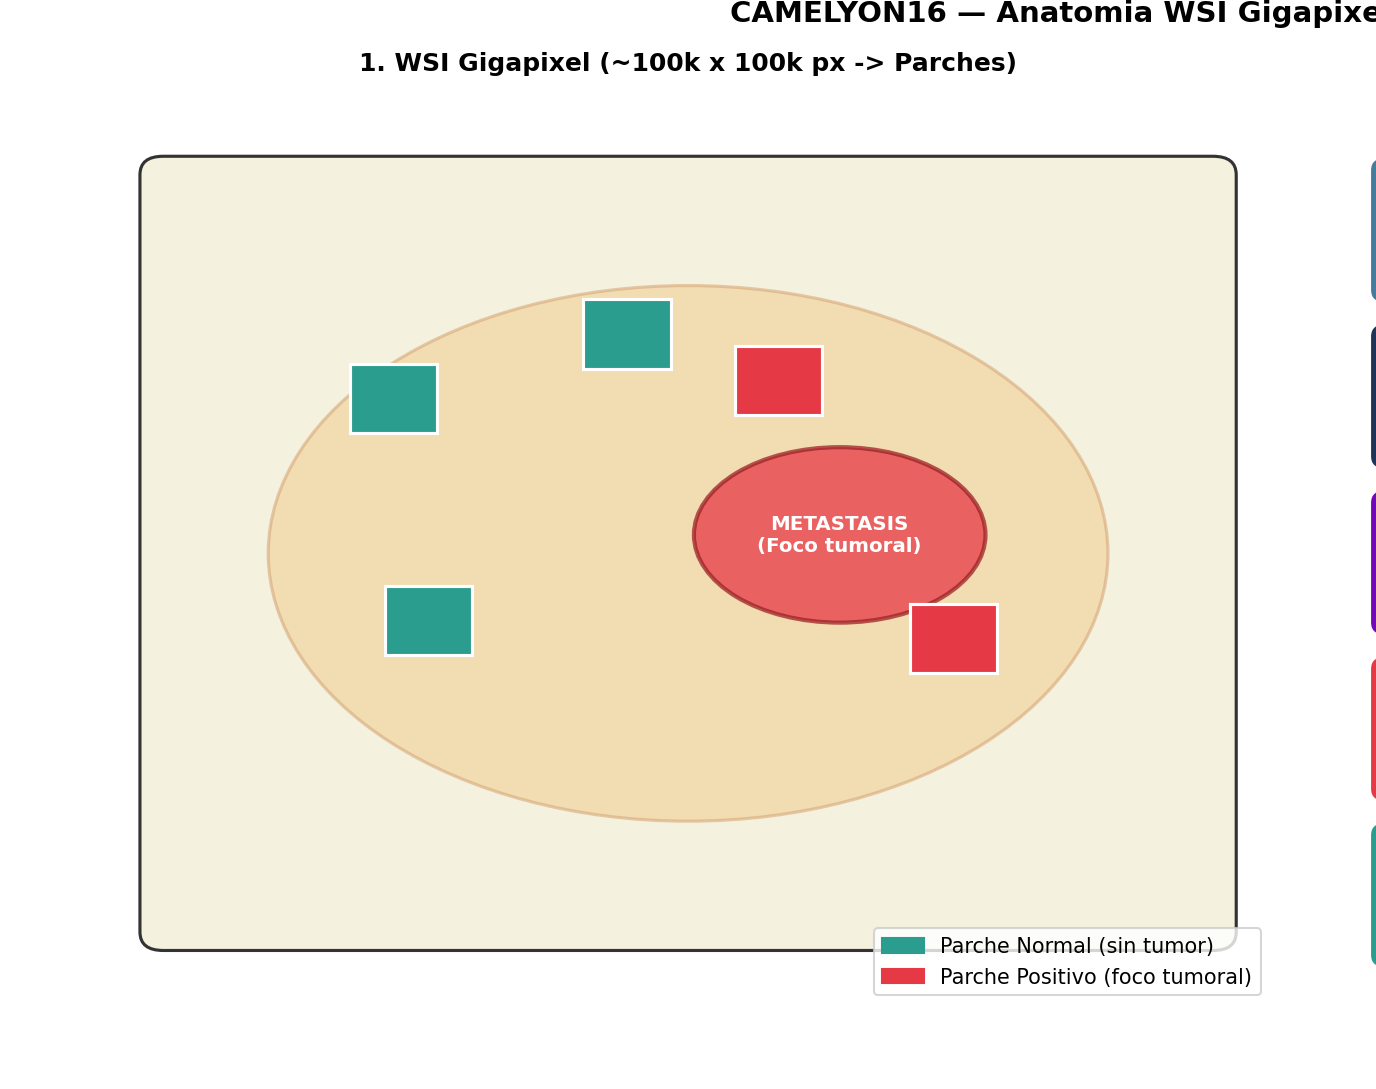 CAMELYON16 — Anatomia WSI Gigapixe
1. WSI Gigapixel (~100k x 100k px -> Parches)
METASTASIS
(Foco tumoral)
Parche Normal (sin tumor)
Parche Positivo (foco tumoral)